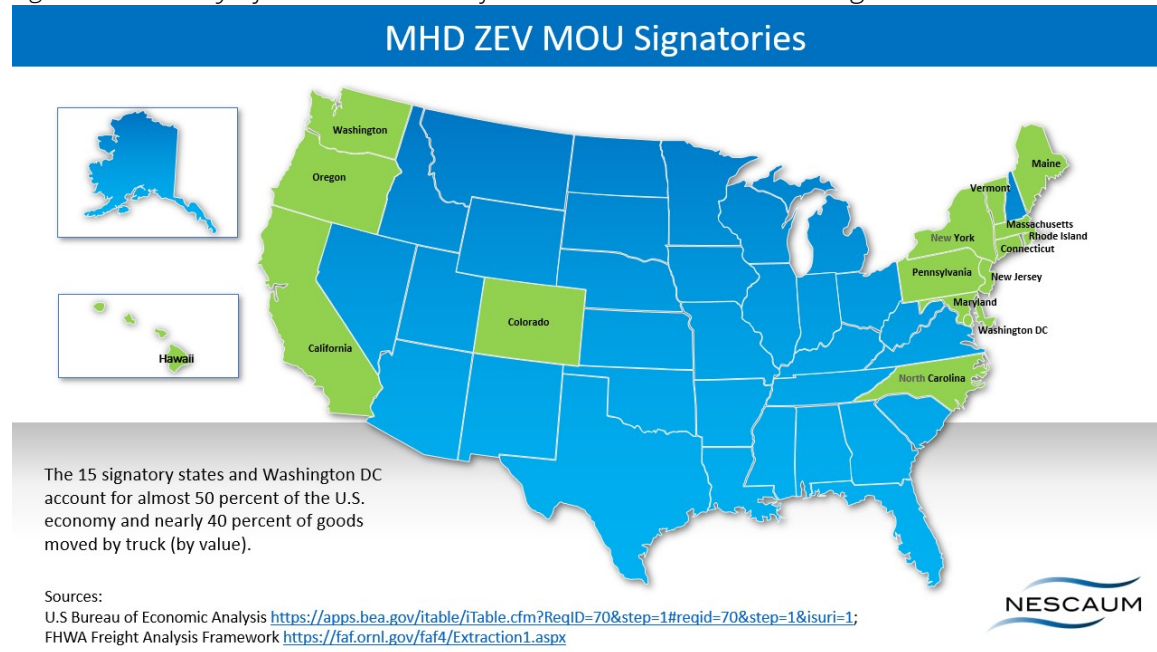 MHD ZEV MOU Signatories
Washington
Oregon
California
Colorado
Hawaii
Maine
Vermont
Massachusetts
Rhode Island
Connecticut
New York
Pennsylvania
New Jersey
Maryland
Washington DC
North Carolina
The 15 signatory states and Washington DC
account for almost 50 percent of the U.S.
economy and nearly 40 percent of goods
moved by truck (by value).
Sources:
U.S Bureau of Economic Analysis https://apps.bea.gov/itable/iTable.cfm?ReqID=70&step=1#reqid=70&step=1&isuri=1;
FHWA Freight Analysis Framework https://faf.ornl.gov/faf4/Extraction1.aspx
NESCAUM